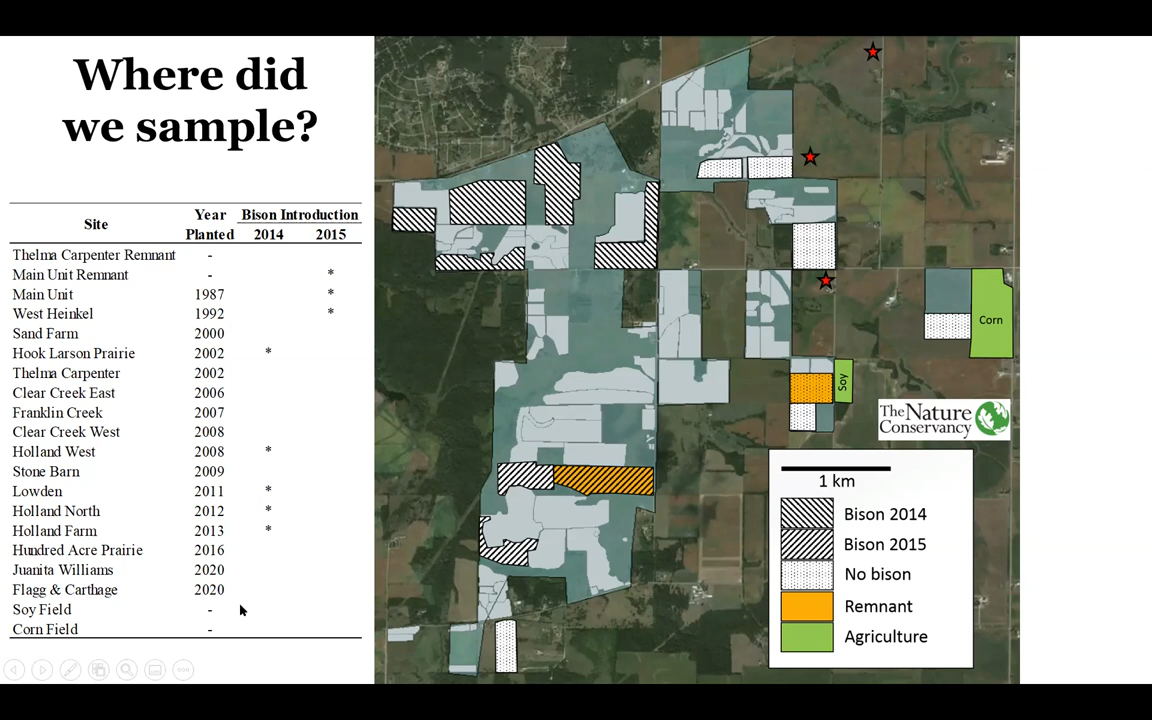 Where did
we sample?
Site Year Planted Bison Introduction
2014 2015
Thelma Carpenter Remnant -
Main Unit Remnant - *
Main Unit 1987 *
West Heinkel 1992 *
Sand Farm 2000
Hook Larson Prairie 2002 *
Thelma Carpenter 2002
Clear Creek East 2006
Franklin Creek 2007
Clear Creek West 2008
Holland West 2008 *
Stone Barn 2009
Lowden 2011 *
Holland North 2012 *
Holland Farm 2013 *
Hundred Acre Prairie 2016
Juanita Williams 2020
Flagg & Carthage 2020
Soy Field -
Corn Field -
Corn
Soy
The Nature
Conservancy
1 km
Bison 2014
Bison 2015
No bison
Remnant
Agriculture